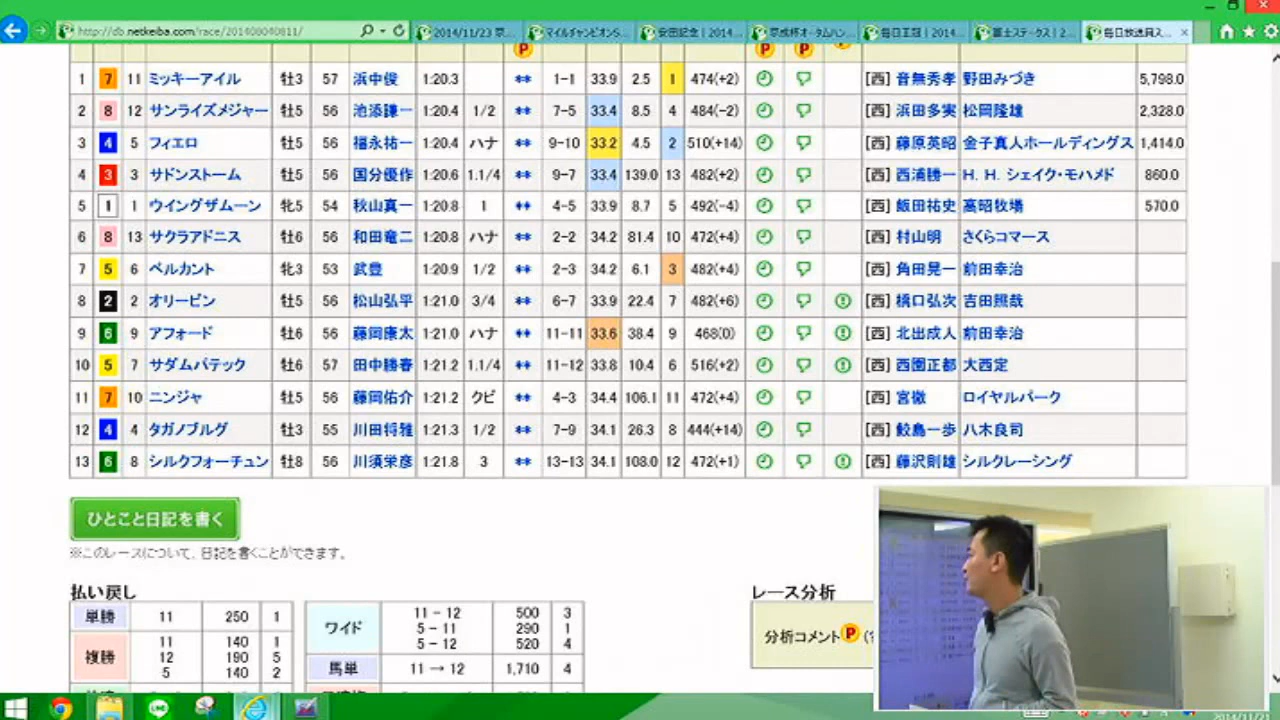 http://db.netkeiba.com/race/201408040811/
2014/11/23 京...
マイルチャンピオンS...
安田記念 | 2014...
京成杯オータムハン...
毎日王冠 | 2014...
富士ステークス | 2...
毎日放送賞ス...
1 7 11 ミッキーアイル 牡3 57 浜中俊 1:20.3 ** 1-1 33.9 2.5 1 474(+2) [西] 音無秀孝 野田みづき 5,798.0
2 8 12 サンライズメジャー 牡5 56 池添謙一 1:20.4 1/2 ** 7-5 33.4 8.5 4 484(-2) [西] 浜田多実 松岡隆雄 2,328.0
3 4 5 フィエロ 牡5 56 福永祐一 1:20.4 ハナ ** 9-10 33.2 4.5 2 510(+14) [西] 藤原英昭 金子真人ホールディングス 1,414.0
4 3 3 サドンストーム 牡5 56 国分優作 1:20.6 1.1/4 ** 9-7 33.4 139.0 13 482(+2) [西] 西浦勝一 H. H. シェイク・モハメド 860.0
5 1 1 ウイングザムーン 牝5 54 秋山真一 1:20.8 1 ** 4-5 33.9 8.7 5 492(-4) [西] 飯田祐史 高昭牧場 570.0
6 8 13 サクラアドニス 牡6 56 和田竜二 1:20.8 ハナ ** 2-2 34.2 81.4 10 472(+4) [西] 村山明 さくらコマース
7 5 6 ベルカント 牝3 53 武豊 1:20.9 1/2 ** 2-3 34.2 6.1 3 482(+4) [西] 角田晃一 前田幸治
8 2 2 オリービン 牡5 56 松山弘平 1:21.0 3/4 ** 6-7 33.9 22.4 7 482(+6) [西] 橋口弘次 吉田照哉
9 6 9 アフォード 牡6 56 藤岡康太 1:21.0 ハナ ** 11-11 33.6 38.4 9 468(0) [西] 北出成人 前田幸治
10 5 7 サダムパテック 牡6 57 田中勝春 1:21.2 1.1/4 ** 11-12 33.8 10.4 6 516(+2) [西] 西園正都 大西定
11 7 10 ニンジャ 牡5 56 藤岡佑介 1:21.2 クビ ** 4-3 34.4 106.1 11 472(+4) [西] 宮徹 ロイヤルパーク
12 4 4 タガノブルグ 牡3 55 川田将雅 1:21.3 1/2 ** 7-9 34.1 26.3 8 444(+14) [西] 鮫島一歩 八木良司
13 6 8 シルクフォーチュン 牡8 56 川須栄彦 1:21.8 3 ** 13-13 34.1 108.0 12 472(+1) [西] 藤沢則雄 シルクレーシング
ひとこと日記を書く
※このレースについて、日記を書くことができます。
払い戻し
単勝 11 250 1
複勝
11 140 1
12 190 5
5 140 2
ワイド
11 - 12 500 3
5 - 11 290 1
5 - 12 520 4
馬単 11 → 12 1,710 4
レース分析
分析コメント P